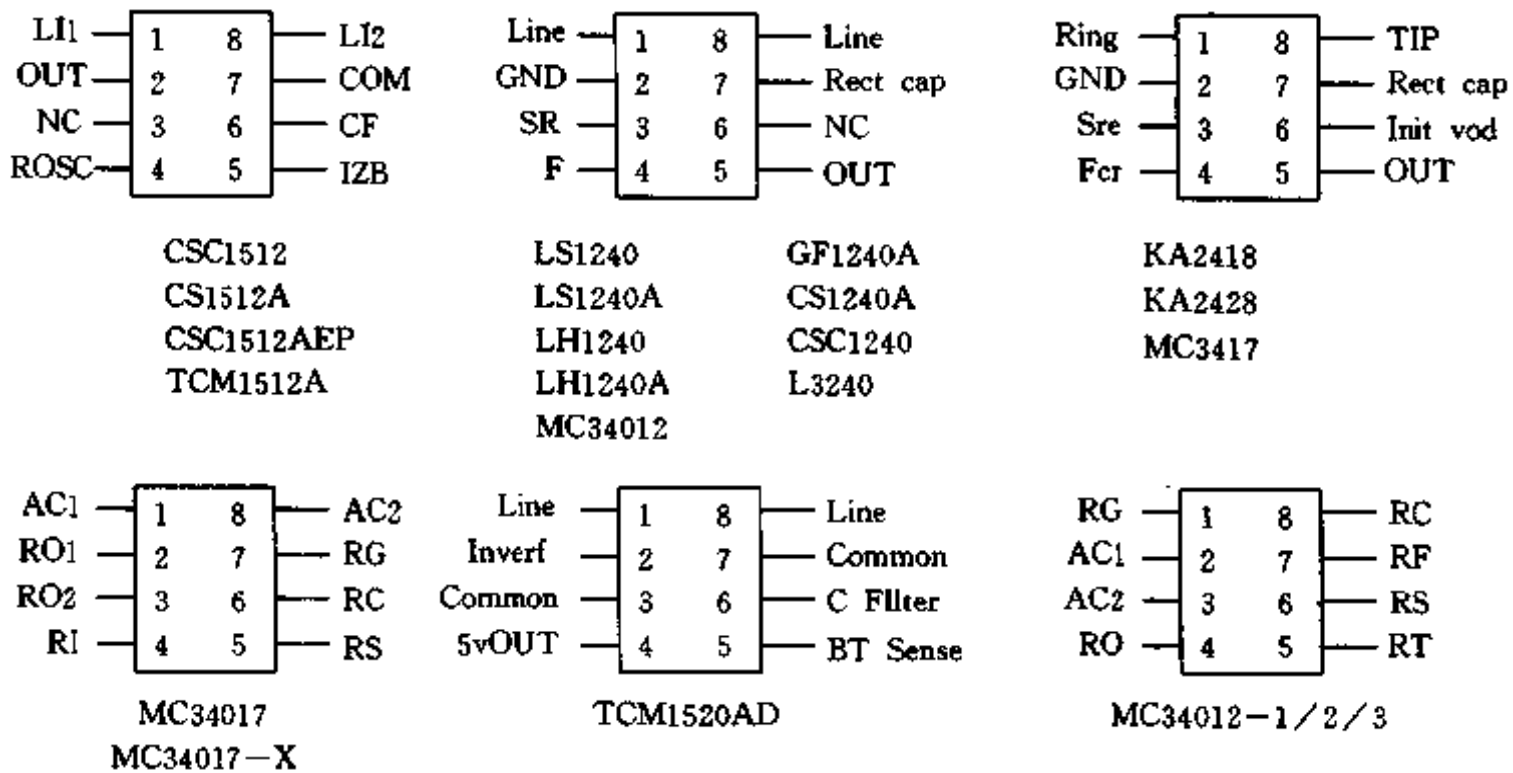 LI1 1 8 LI2
OUT 2 7 COM
NC 3 6 CF
ROSC 4 5 IZB
CSC1512
CS1512A
CSC1512AEP
TCM1512A
Line 1 8 Line
GND 2 7 Rect cap
SR 3 6 NC
F 4 5 OUT
LS1240 GF1240A
LS1240A CS1240A
LH1240 CSC1240
LH1240A L3240
MC34012
Ring 1 8 TIP
GND 2 7 Rect cap
Sre 3 6 Init vod
Fcr 4 5 OUT
KA2418
KA2428
MC3417
AC1 1 8 AC2
RO1 2 7 RG
RO2 3 6 RC
RI 4 5 RS
MC34017
MC34017-X
Line 1 8 Line
Inverf 2 7 Common
Common 3 6 C FIlter
5vOUT 4 5 BT Sense
TCM1520AD
RG 1 8 RC
AC1 2 7 RF
AC2 3 6 RS
RO 4 5 RT
MC34012-1/2/3